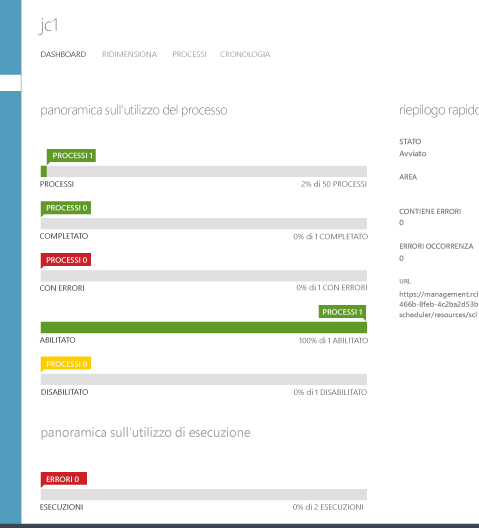 jc1
DASHBOARD RIDIMENSIONA PROCESSI CRONOLOGIA
panoramica sull'utilizzo del processo
PROCESSI 1
PROCESSI 2% di 50 PROCESSI
PROCESSI 0
COMPLETATO 0% di 1 COMPLETATO
PROCESSI 0
CON ERRORI 0% di 1 CON ERRORI
PROCESSI 1
ABILITATO 100% di 1 ABILITATO
PROCESSI 0
DISABILITATO 0% di 1 DISABILITATO
panoramica sull'utilizzo di esecuzione
ERRORI 0
ESECUZIONI 0% di 2 ESECUZIONI
riepilogo rapido
STATO
Avviato
AREA
CONTIENE ERRORI
0
ERRORI OCCORRENZA
0
URL
https://management.rcl
466b-8feb-4c2ba2d53b
scheduler/resources/scl